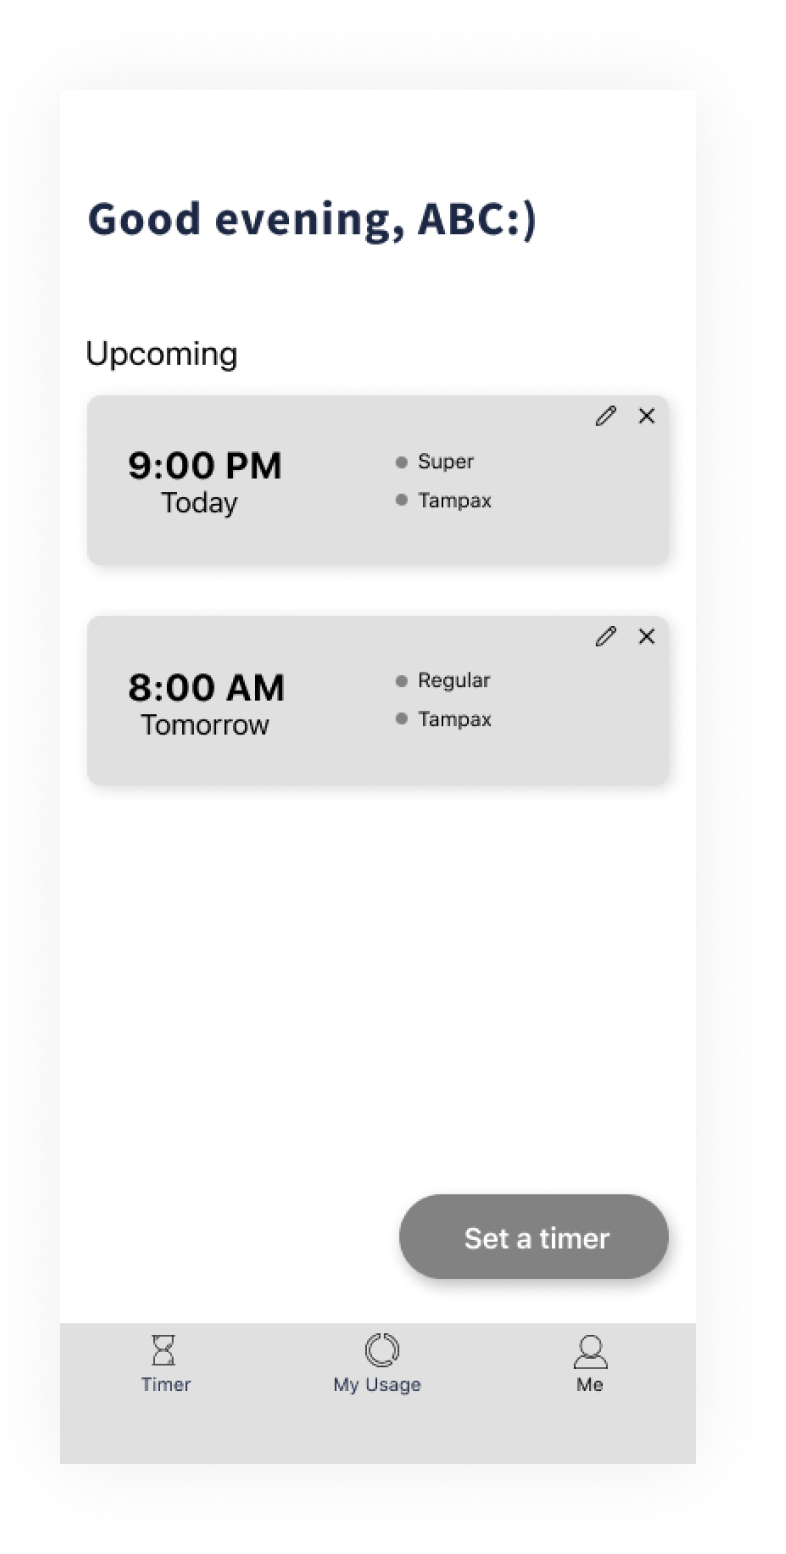 Good evening, ABC:)
Upcoming
9:00 PM
Today
Super
Tampax
8:00 AM
Tomorrow
Regular
Tampax
Set a timer
Timer
My Usage
Me